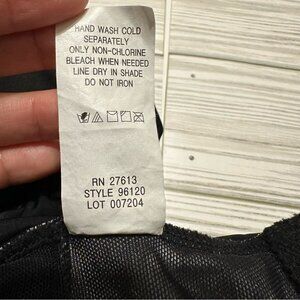 HAND WASH COLD
SEPARATELY
ONLY NON-CHLORINE
BLEACH WHEN NEEDED
LINE DRY IN SHADE
DO NOT IRON
RN 27613
STYLE 96120
LOT 007204